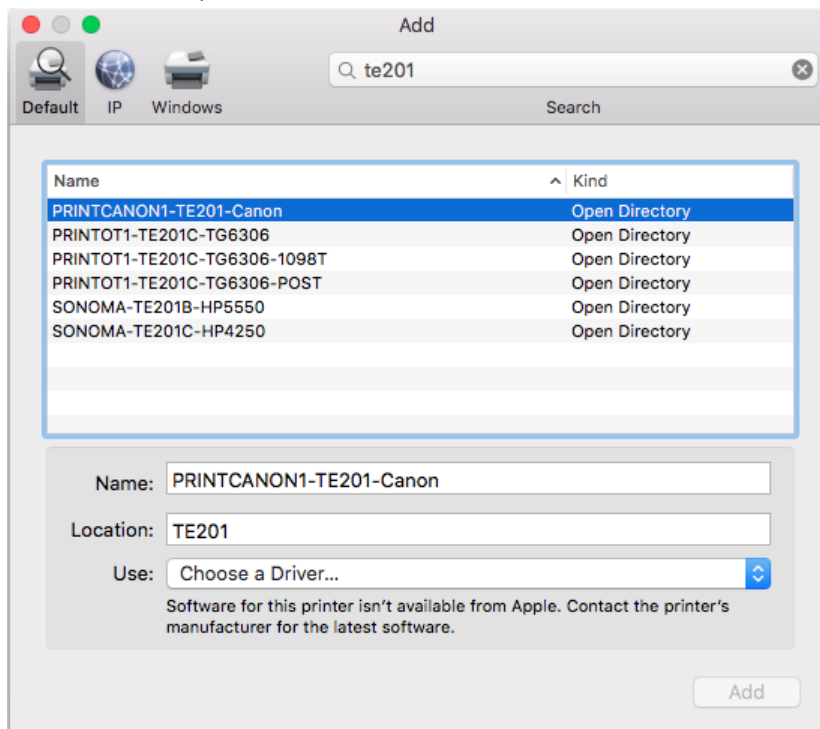 Add
te201
Default IP Windows Search
Name Kind
PRINTCANON1-TE201-Canon Open Directory
PRINTOT1-TE201C-TG6306 Open Directory
PRINTOT1-TE201C-TG6306-1098T Open Directory
PRINTOT1-TE201C-TG6306-POST Open Directory
SONOMA-TE201B-HP5550 Open Directory
SONOMA-TE201C-HP4250 Open Directory
Name: PRINTCANON1-TE201-Canon
Location: TE201
Use: Choose a Driver...
Software for this printer isn't available from Apple. Contact the printer's
manufacturer for the latest software.
Add